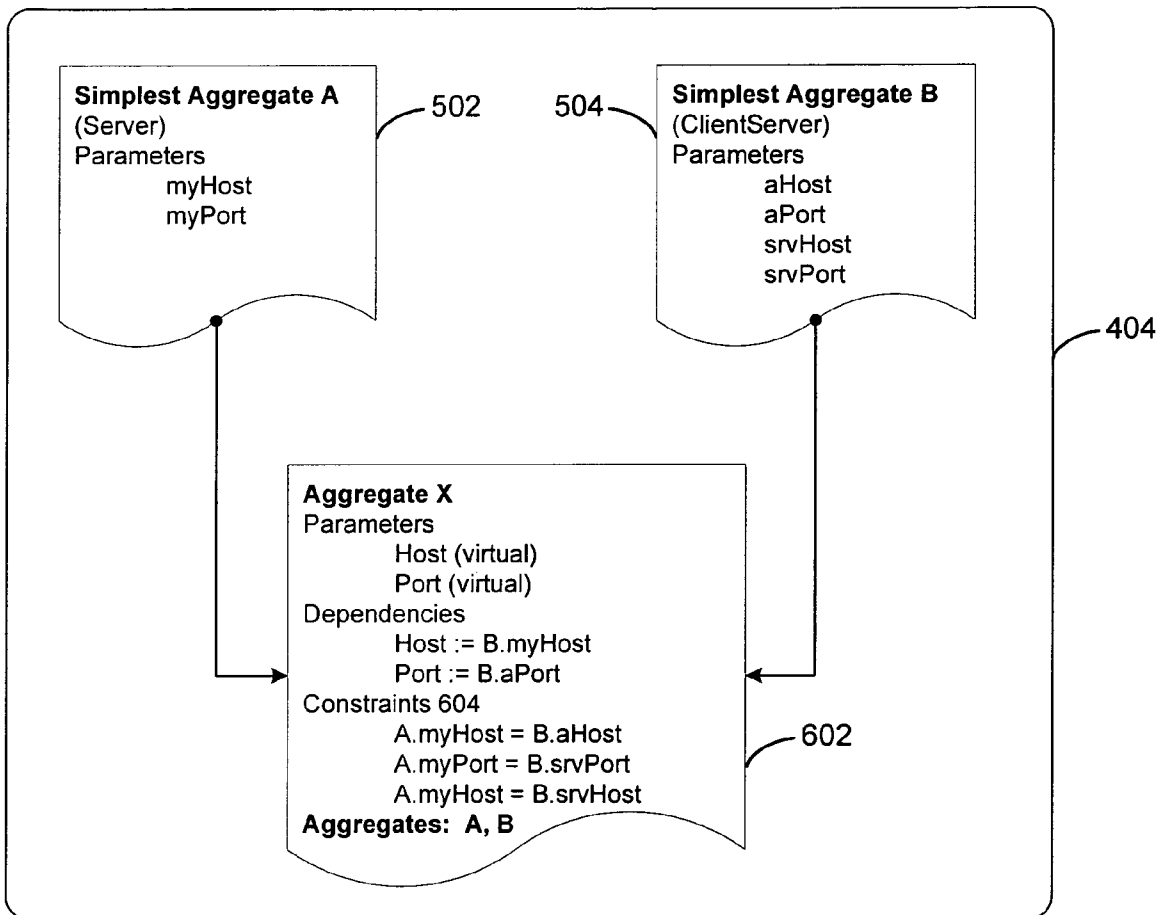 Simplest Aggregate A
(Server)
Parameters
myHost
myPort
502
504
Simplest Aggregate B
(ClientServer)
Parameters
aHost
aPort
srvHost
srvPort
404
Aggregate X
Parameters
Host (virtual)
Port (virtual)
Dependencies
Host := B.myHost
Port := B.aPort
Constraints 604
A.myHost = B.aHost
A.myPort = B.srvPort
A.myHost = B.srvHost
Aggregates: A, B
602